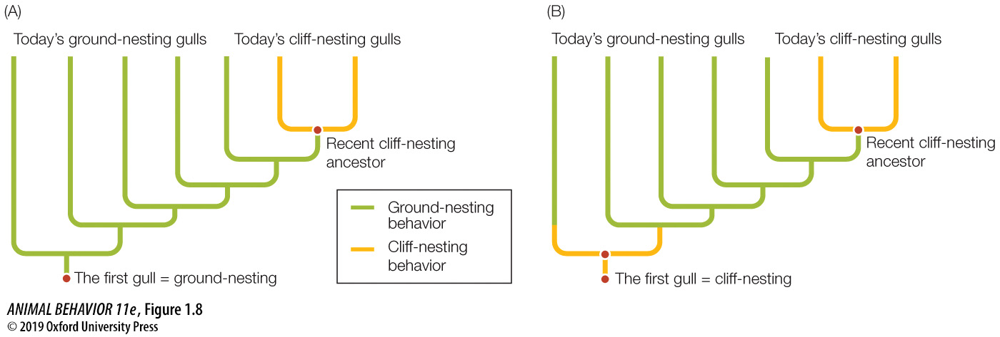 (A)
Today's ground-nesting gulls
Today's cliff-nesting gulls
Recent cliff-nesting
ancestor
The first gull = ground-nesting
Ground-nesting
behavior
Cliff-nesting
behavior
(B)
Today's ground-nesting gulls
Today's cliff-nesting gulls
Recent cliff-nesting
ancestor
The first gull = cliff-nesting
ANIMAL BEHAVIOR 11e, Figure 1.8
© 2019 Oxford University Press